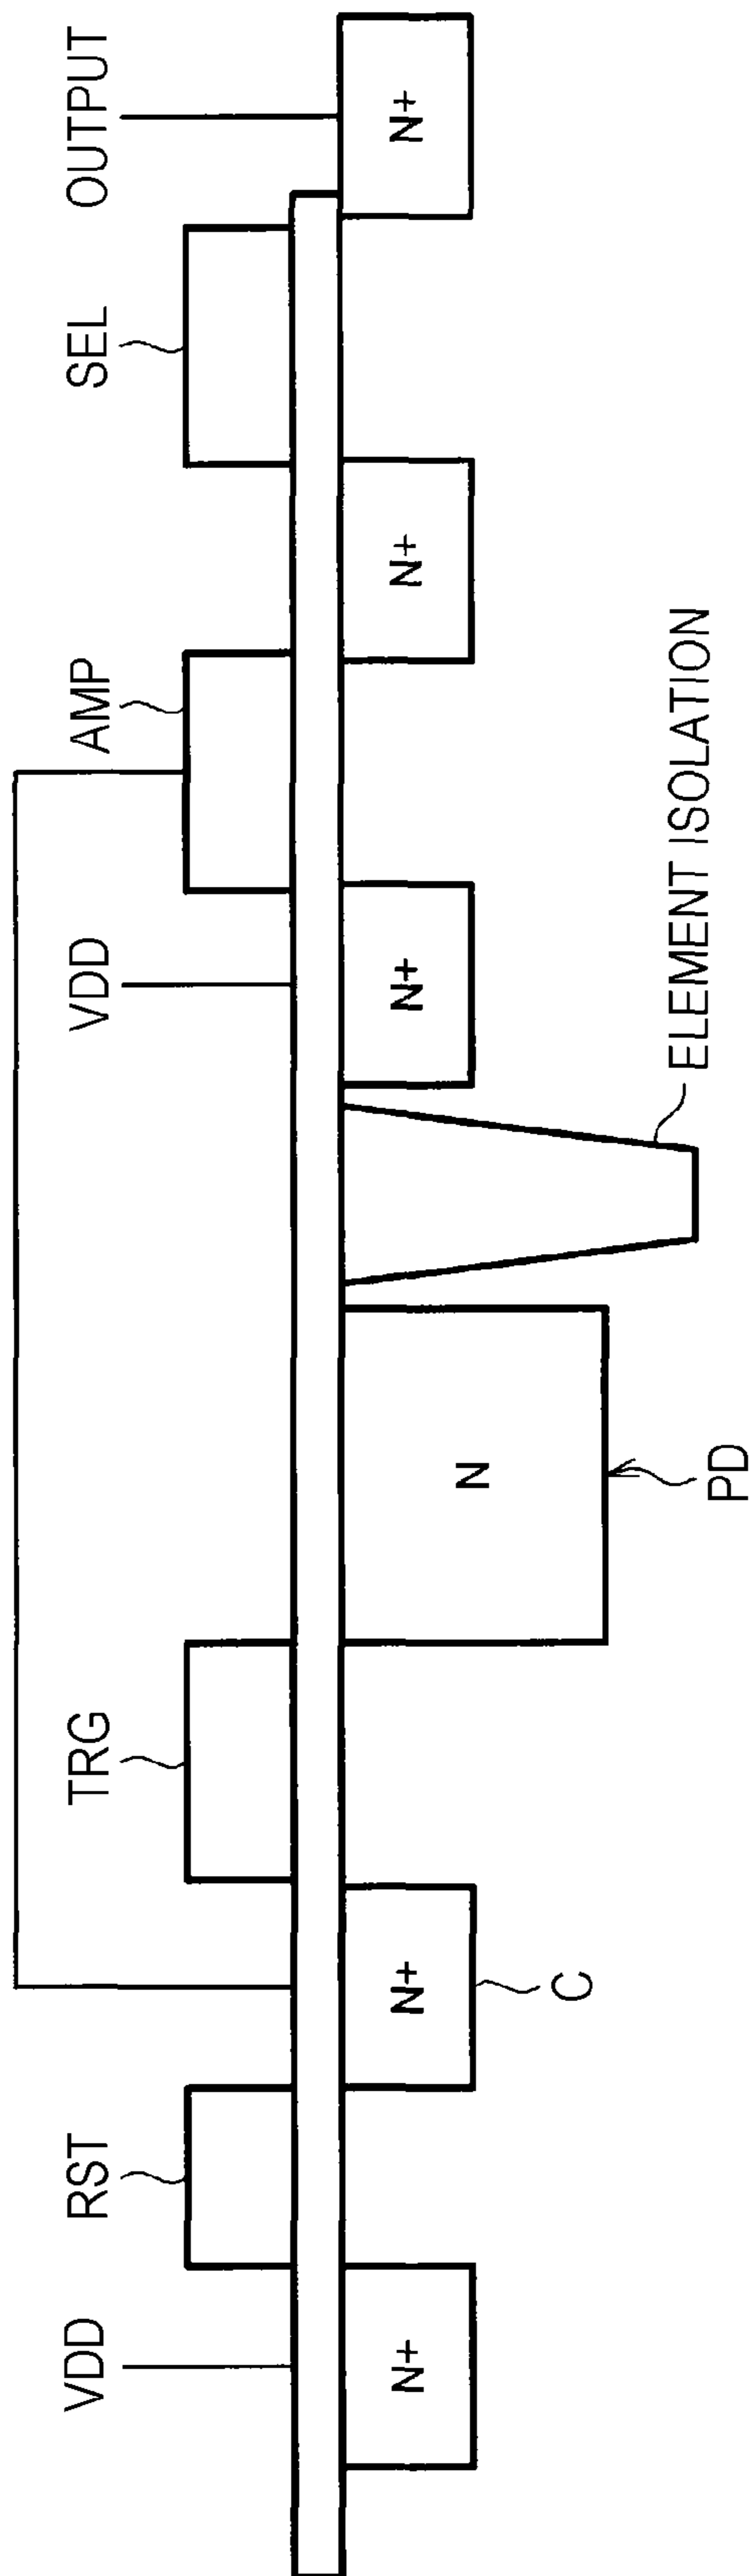 VDD
RST
TRG
VDD
AMP
SEL
OUTPUT
N+
N+
N
N+
N+
N+
C
PD
ELEMENT ISOLATION